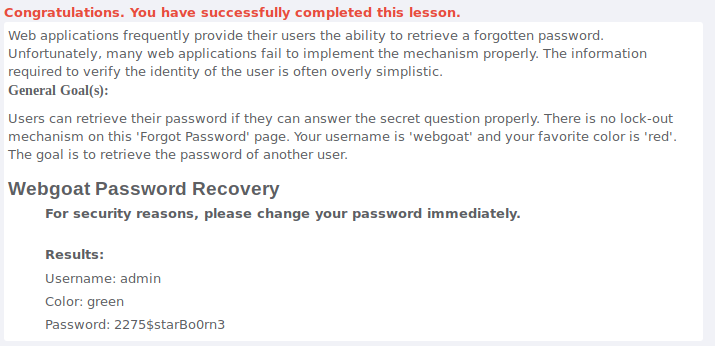 Congratulations. You have successfully completed this lesson.
Web applications frequently provide their users the ability to retrieve a forgotten password.
Unfortunately, many web applications fail to implement the mechanism properly. The information
required to verify the identity of the user is often overly simplistic.
General Goal(s):
Users can retrieve their password if they can answer the secret question properly. There is no lock-out
mechanism on this 'Forgot Password' page. Your username is 'webgoat' and your favorite color is 'red'.
The goal is to retrieve the password of another user.
Webgoat Password Recovery
For security reasons, please change your password immediately.
Results:
Username: admin
Color: green
Password: 2275$starBo0rn3